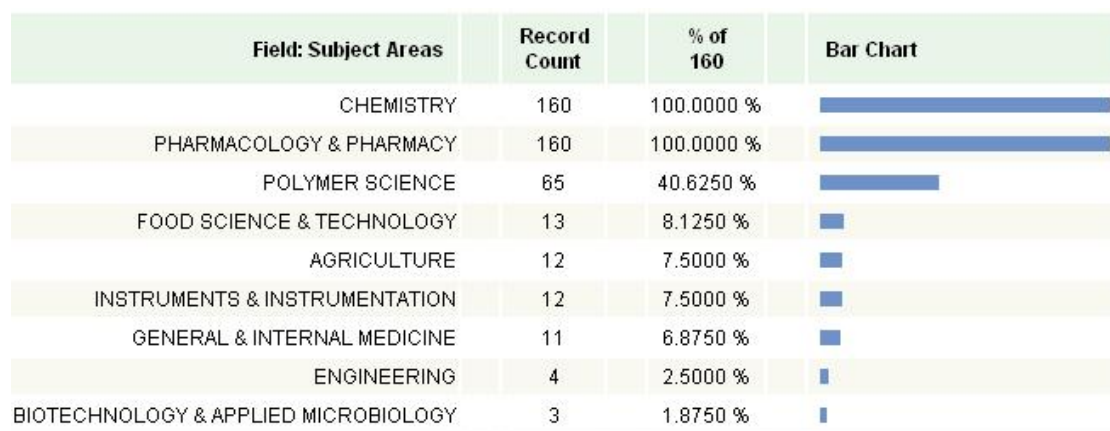 Field: Subject Areas Record Count % of 160 Bar Chart
CHEMISTRY 160 100.0000 %
PHARMACOLOGY & PHARMACY 160 100.0000 %
POLYMER SCIENCE 65 40.6250 %
FOOD SCIENCE & TECHNOLOGY 13 8.1250 %
AGRICULTURE 12 7.5000 %
INSTRUMENTS & INSTRUMENTATION 12 7.5000 %
GENERAL & INTERNAL MEDICINE 11 6.8750 %
ENGINEERING 4 2.5000 %
BIOTECHNOLOGY & APPLIED MICROBIOLOGY 3 1.8750 %